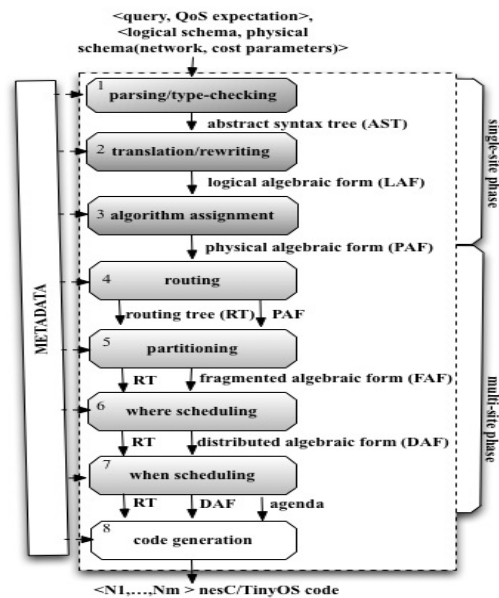 <query, QoS expectation>,
<logical schema, physical
schema(network, cost parameters)>
1
parsing/type-checking
abstract syntax tree (AST)
2
translation/rewriting
logical algebraic form (LAF)
3
algorithm assignment
physical algebraic form (PAF)
4
routing
routing tree (RT)
PAF
5
partitioning
RT
fragmented algebraic form (FAF)
6
where scheduling
RT
distributed algebraic form (DAF)
7
when scheduling
RT
DAF
agenda
8
code generation
<N1,...,Nm > nesC/TinyOS code
METADATA
single-site phase
multi-site phase